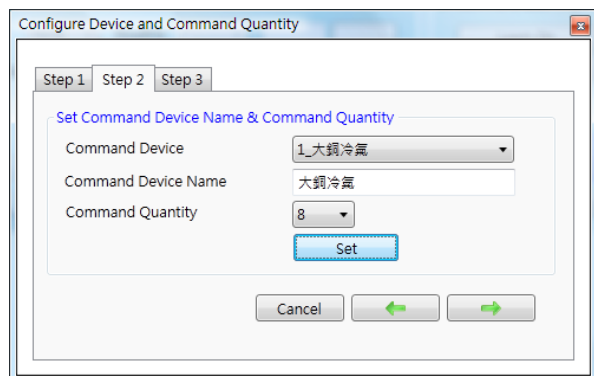 Configure Device and Command Quantity
Step 1 Step 2 Step 3
Set Command Device Name & Command Quantity
Command Device 1_大鋼冷氣
Command Device Name 大鋼冷氣
Command Quantity 8
Set
Cancel